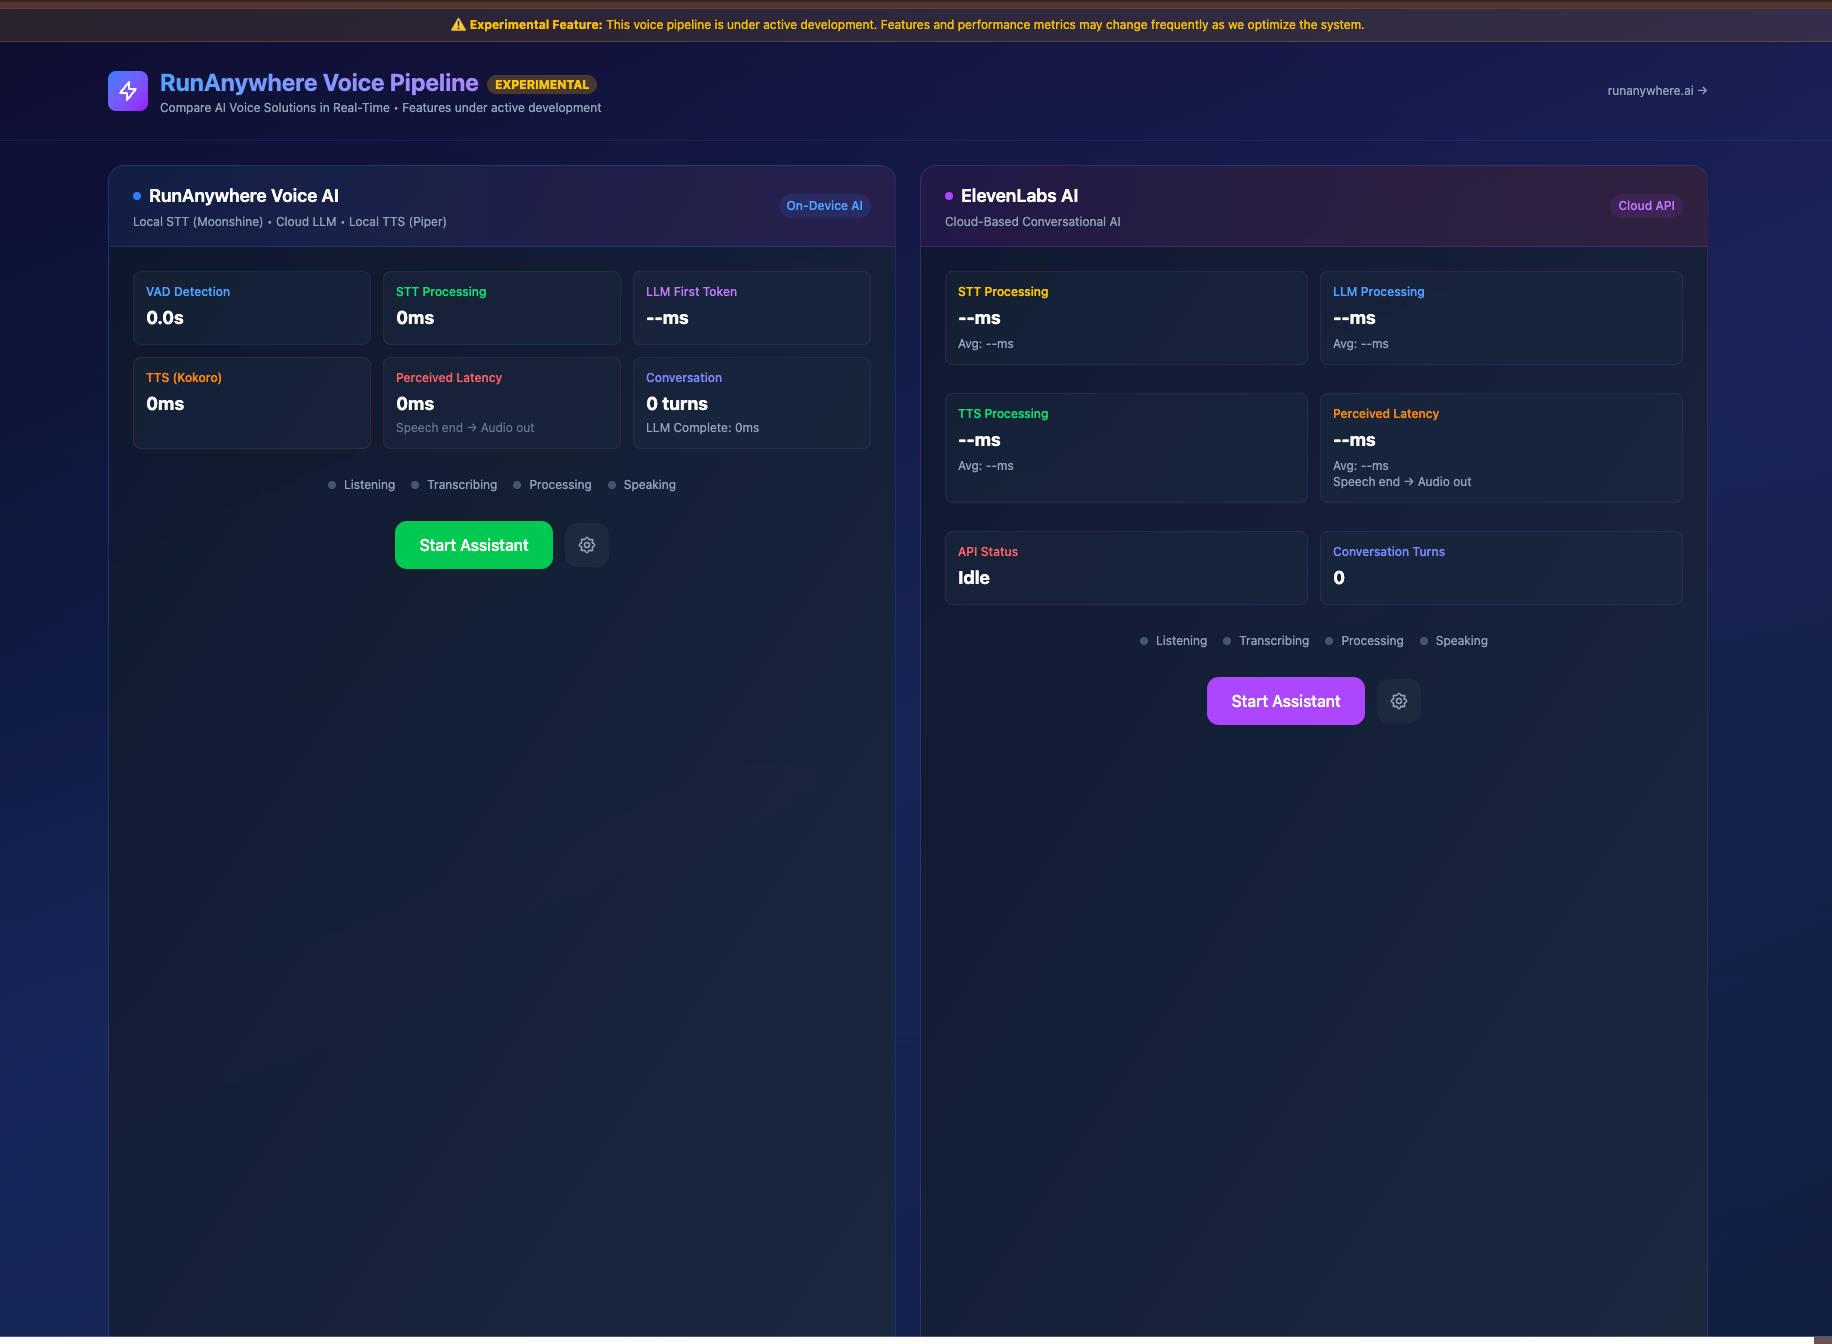 ⚠ Experimental Feature: This voice pipeline is under active development. Features and performance metrics may change frequently as we optimize the system.
RunAnywhere Voice Pipeline EXPERIMENTAL
Compare AI Voice Solutions in Real-Time • Features under active development
runanywhere.ai →
RunAnywhere Voice AI
Local STT (Moonshine) • Cloud LLM • Local TTS (Piper)
On-Device AI
VAD Detection
0.0s
STT Processing
0ms
LLM First Token
--ms
TTS (Kokoro)
0ms
Perceived Latency
0ms
Speech end → Audio out
Conversation
0 turns
LLM Complete: 0ms
Listening Transcribing Processing Speaking
Start Assistant
ElevenLabs AI
Cloud-Based Conversational AI
Cloud API
STT Processing
--ms
Avg: --ms
LLM Processing
--ms
Avg: --ms
TTS Processing
--ms
Avg: --ms
Perceived Latency
--ms
Avg: --ms
Speech end → Audio out
API Status
Idle
Conversation Turns
0
Listening Transcribing Processing Speaking
Start Assistant